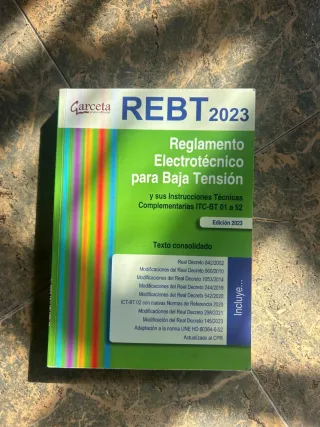 Garceta
REBT 2023
Reglamento
Electrotécnico
para Baja Tensión
y sus Instrucciones Técnicas
Complementarias ITC-BT 01 a 52
Edición 2023
Texto consolidado
Real Decreto 842/2002
Modificaciones del Real Decreto 560/2010
Modificaciones del Real Decreto 1053/2014
Modificaciones del Real Decreto 244/2019
Modificaciones del Real Decreto 542/2020
ICT-BT 02 con nuevas Normas de Referencia 2020
Modificaciones del Real Decreto 298/2021
Modificación del Real Decreto 145/2023
Adaptación a la norma UNE HD 60364-5-52
Actualizado al CPR
Incluye...